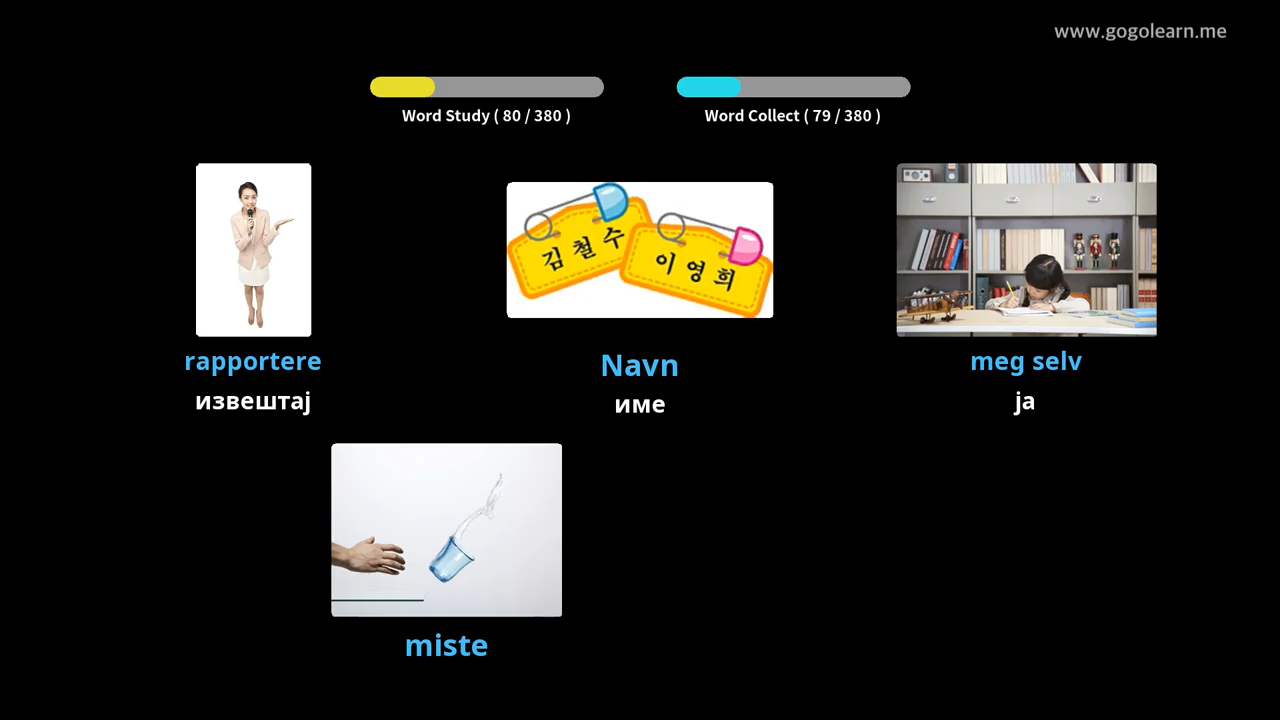 www.gogolearn.me
Word Study ( 80 / 380 )
Word Collect ( 79 / 380 )
김철수
이영희
rapportere
извештај
Navn
име
meg selv
ја
miste